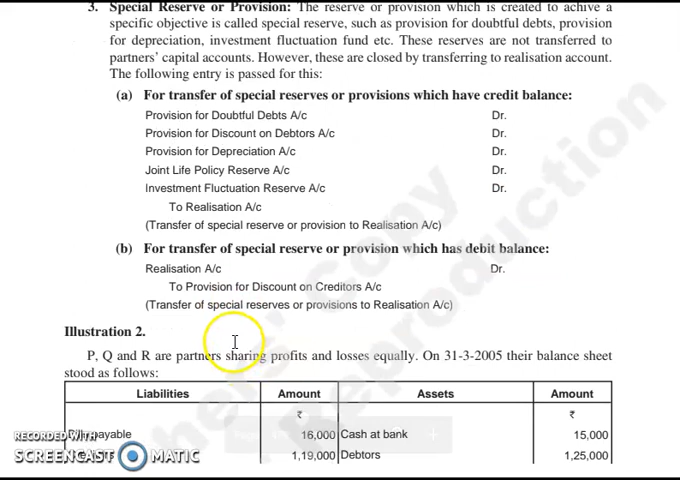 3. Special Reserve or Provision: The reserve or provision which is created to achive a
specific objective is called special reserve, such as provision for doubtful debts, provision
for depreciation, investment fluctuation fund etc. These reserves are not transferred to
partners' capital accounts. However, these are closed by transferring to realisation account.
The following entry is passed for this:
(a) For transfer of special reserves or provisions which have credit balance:
Provision for Doubtful Debts A/c Dr.
Provision for Discount on Debtors A/c Dr.
Provision for Depreciation A/c Dr.
Joint Life Policy Reserve A/c Dr.
Investment Fluctuation Reserve A/c Dr.
To Realisation A/c
(Transfer of special reserve or provision to Realisation A/c)
(b) For transfer of special reserve or provision which has debit balance:
Realisation A/c Dr.
To Provision for Discount on Creditors A/c
(Transfer of special reserves or provisions to Realisation A/c)
Illustration 2.
P, Q and R are partners sharing profits and losses equally. On 31-3-2005 their balance sheet
stood as follows:
Liabilities Amount Assets Amount
₹ ₹
payable 16,000 Cash at bank 15,000
1,19,000 Debtors 1,25,000
RECORDED WITH
SCREENCAST MATIC
Copy
Reproduction